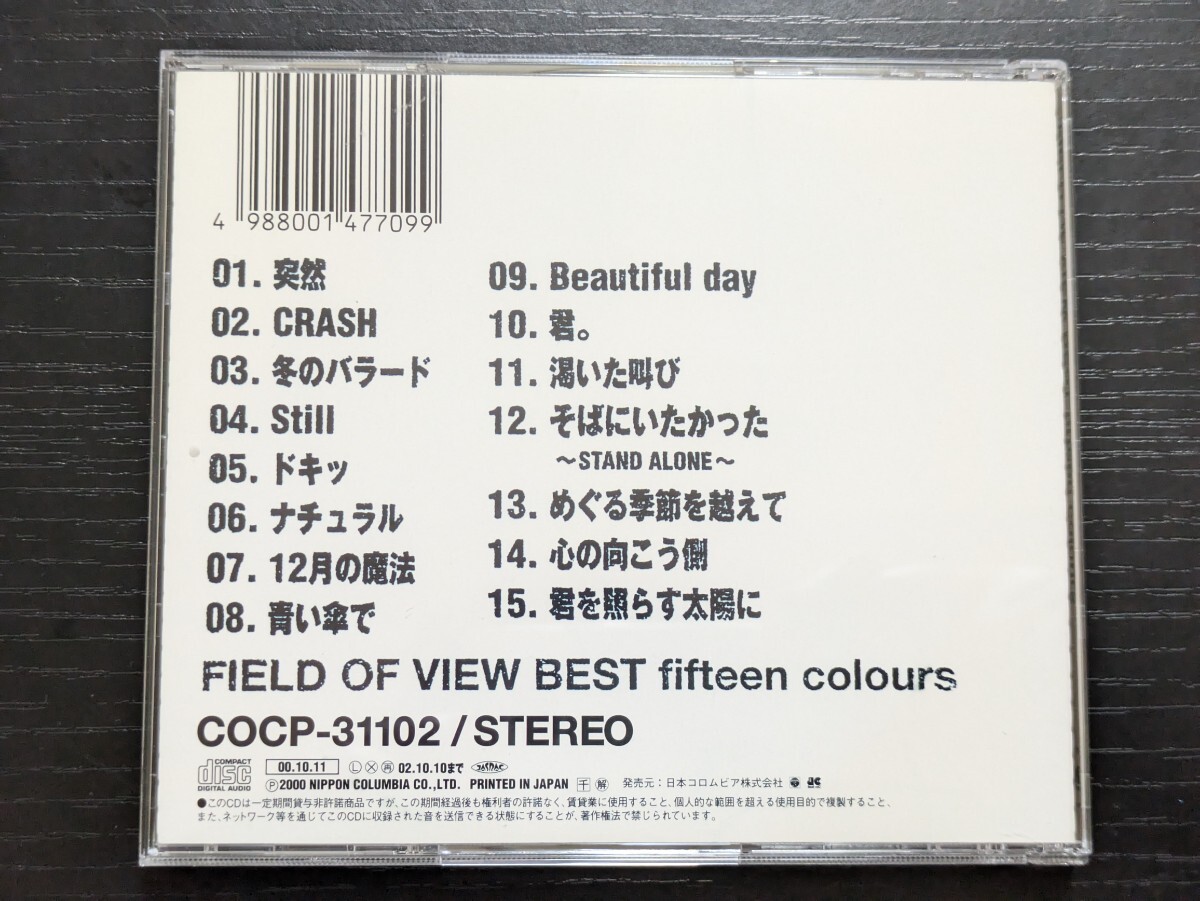 4 988001 477099
01. 突然
02. CRASH
03. 冬のバラード
04. Still
05. ドキッ
06. ナチュラル
07. 12月の魔法
08. 青い傘で
09. Beautiful day
10. 君。
11. 渇いた叫び
12. そばにいたかった
～STAND ALONE～
13. めぐる季節を越えて
14. 心の向こう側
15. 君を照らす太陽に
FIELD OF VIEW BEST fifteen colours
COCP-31102 / STEREO
COMPACT disc DIGITAL AUDIO
00.10.11 Ⓛ Ⓧ ㊞ 02.10.10まで JASRAC
Ⓟ2000 NIPPON COLUMBIA CO.,LTD. PRINTED IN JAPAN 千 解 発売元：日本コロムビア株式会社
●このCDは一定期間貸与非許諾商品ですが、この期間経過後も権利者の許諾なく、賃貸業に使用すること、個人的な範囲を超える使用目的で複製すること、
また、ネットワーク等を通じてこのCDに収録された音を送信できる状態にすることが、著作権法で禁じられています。